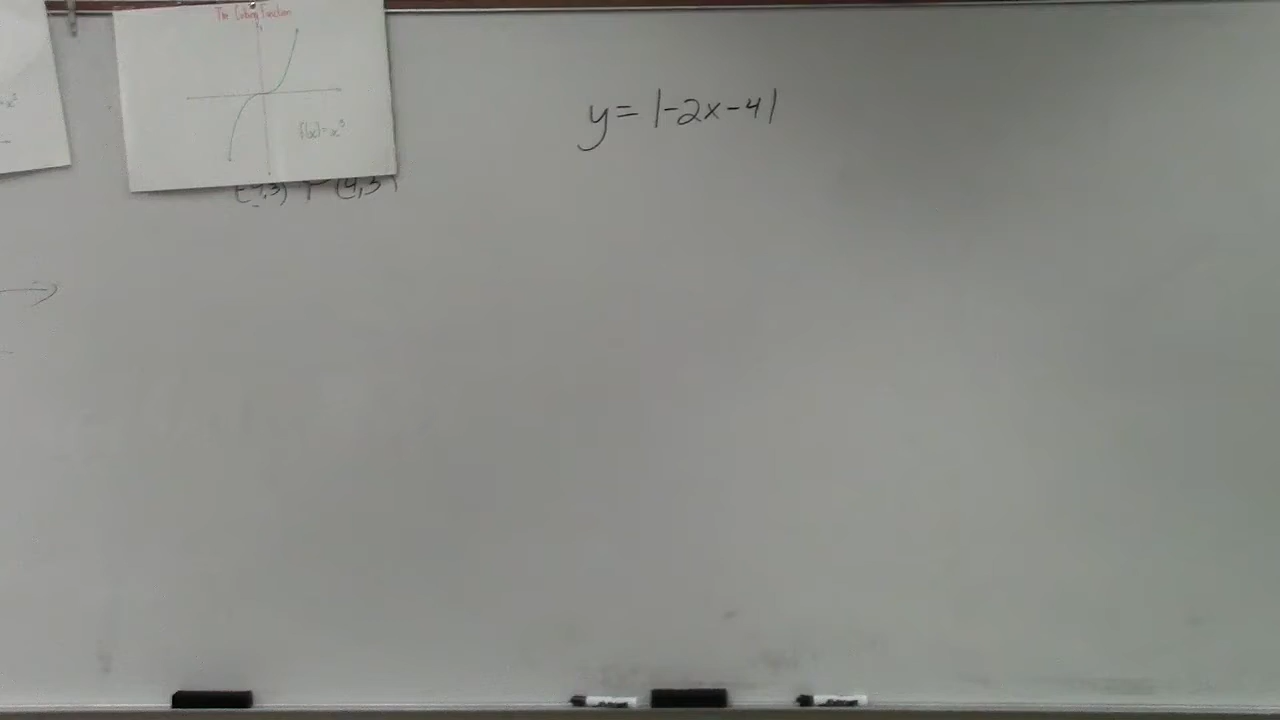 The Cubing Function
f(x)=x³
y=|-2x-4|
(4,3)